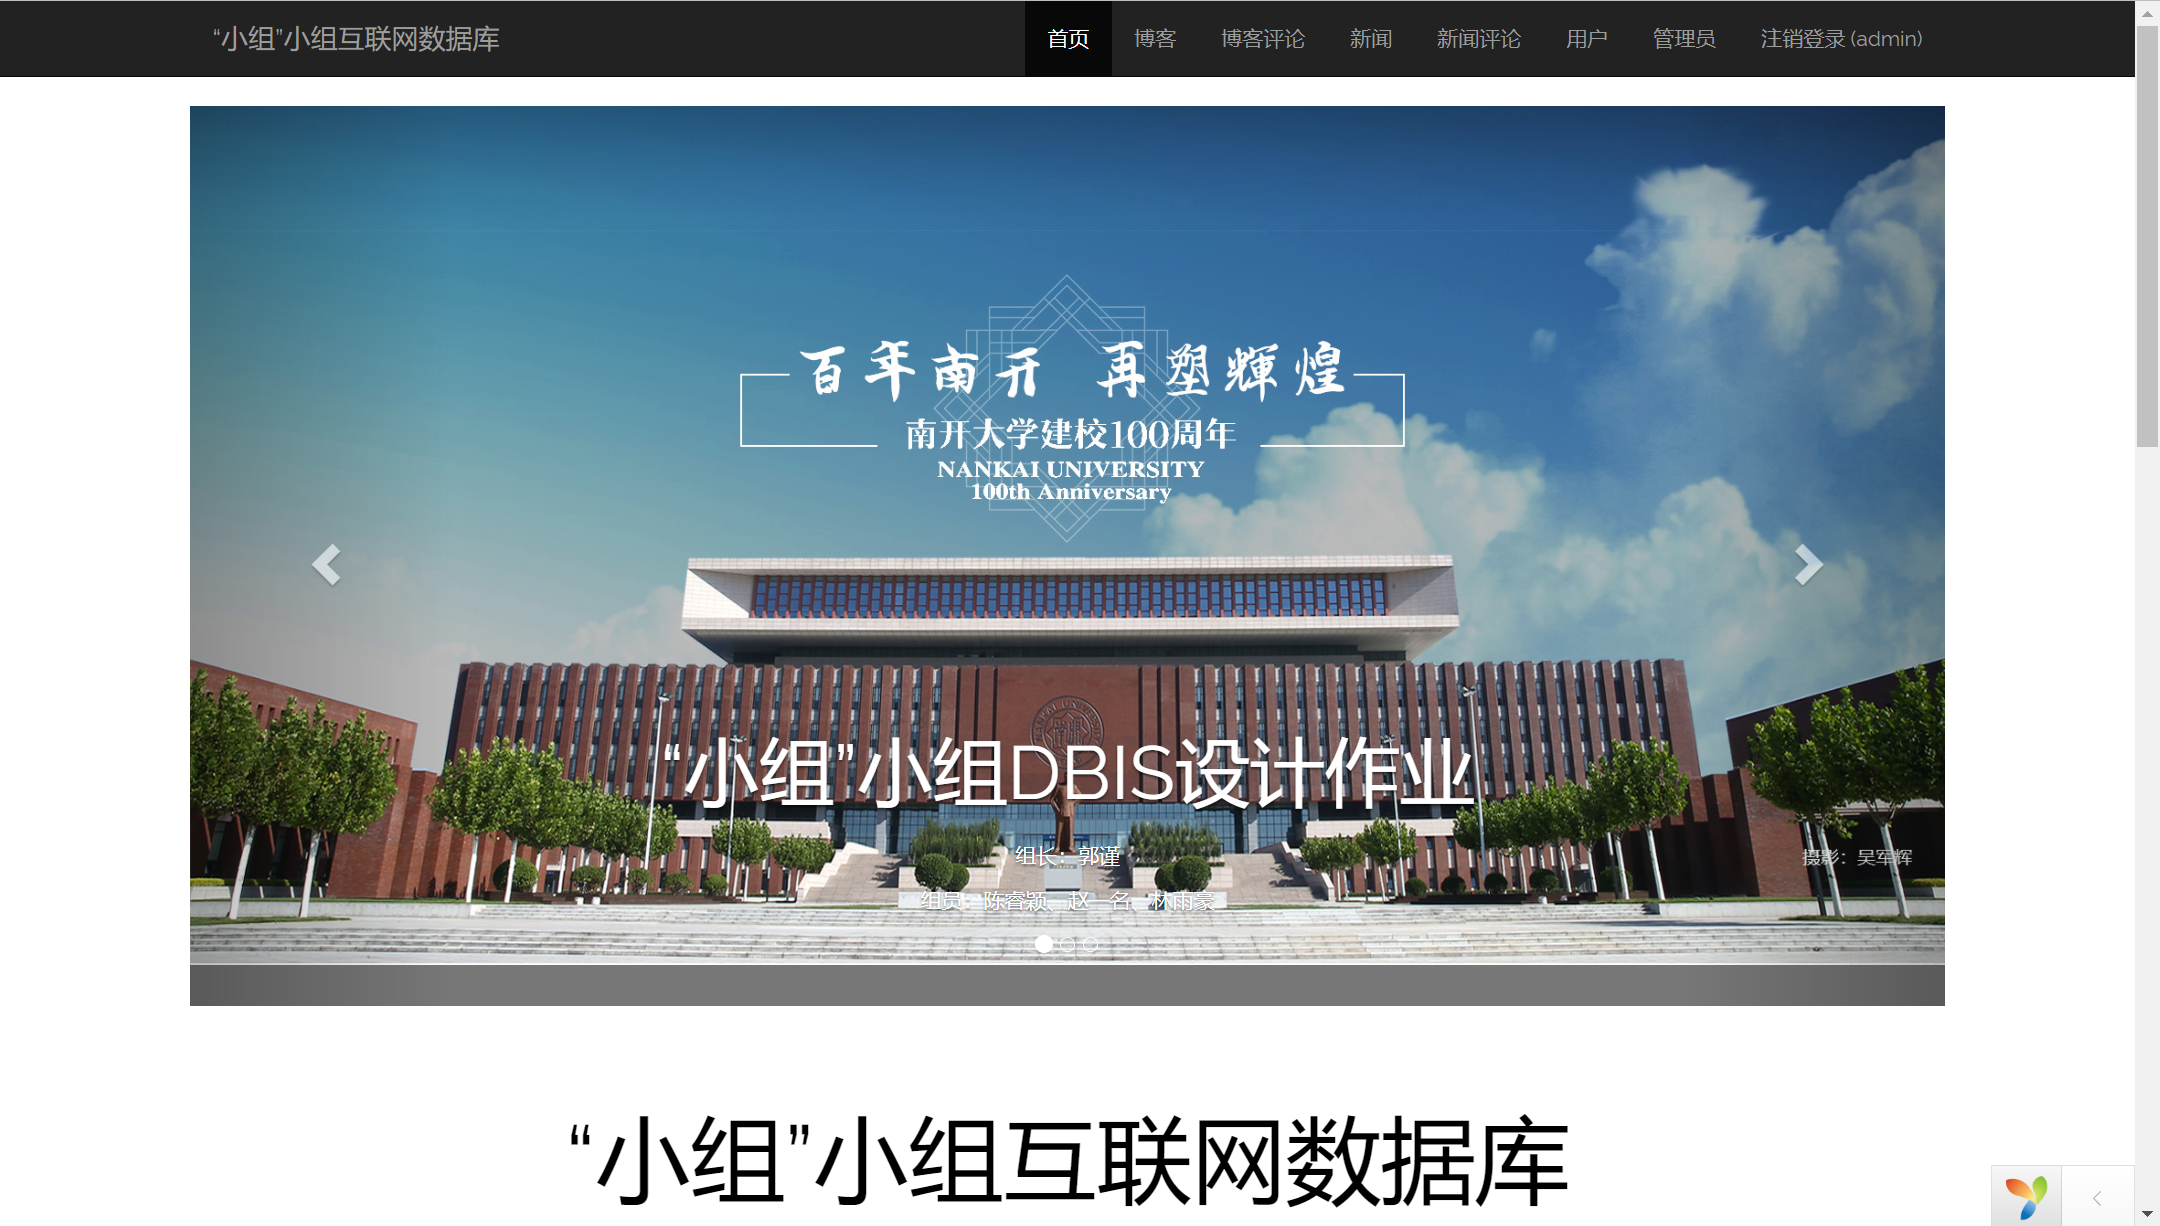 “小组”小组互联网数据库
首页 博客 博客评论 新闻 新闻评论 用户 管理员 注销登录 (admin)
百年南开 再塑輝煌
南开大学建校100周年
NANKAI UNIVERSITY
100th Anniversary
“小组”小组DBIS设计作业
组长：郭谨
摄影：吴军辉
组员：陈睿颖、赵一名、林雨豪
“小组”小组互联网数据库